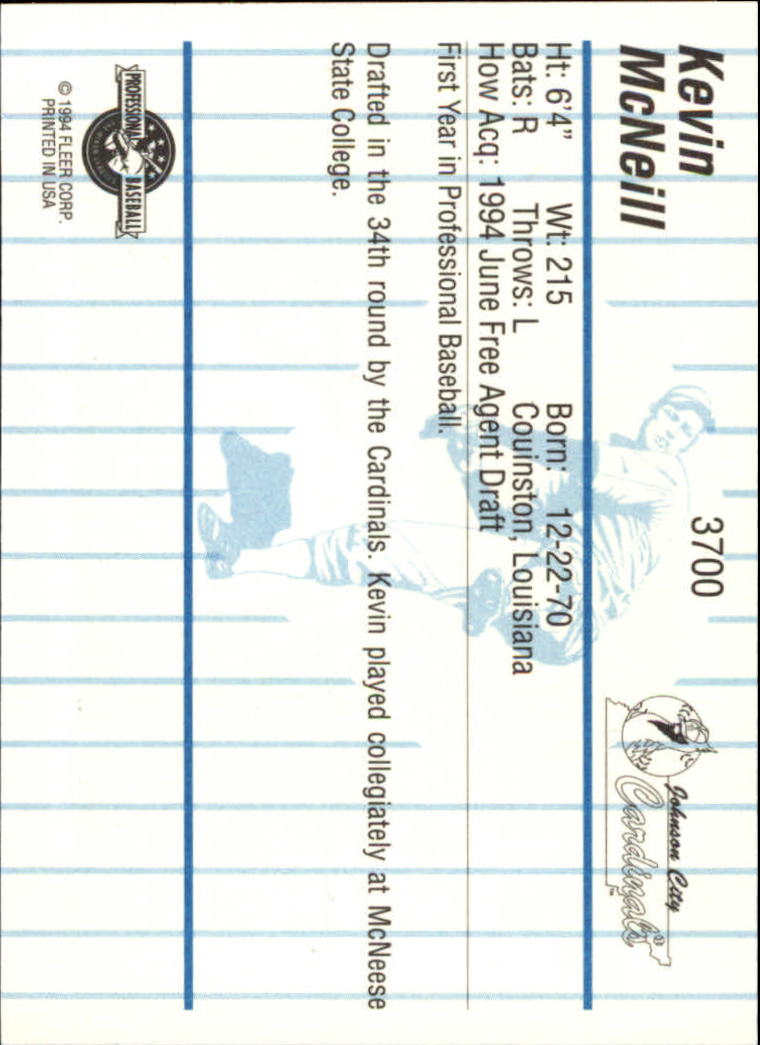 Kevin
McNeill
3700
Johnson City
Cardinals®
™
Ht: 6'4" Wt: 215 Born: 12-22-70
Bats: R Throws: L Couinston, Louisiana
How Acq: 1994 June Free Agent Draft
First Year in Professional Baseball.
Drafted in the 34th round by the Cardinals. Kevin played collegiately at McNeese
State College.
PROFESSIONAL BASEBALL
© 1994 FLEER CORP.
PRINTED IN USA